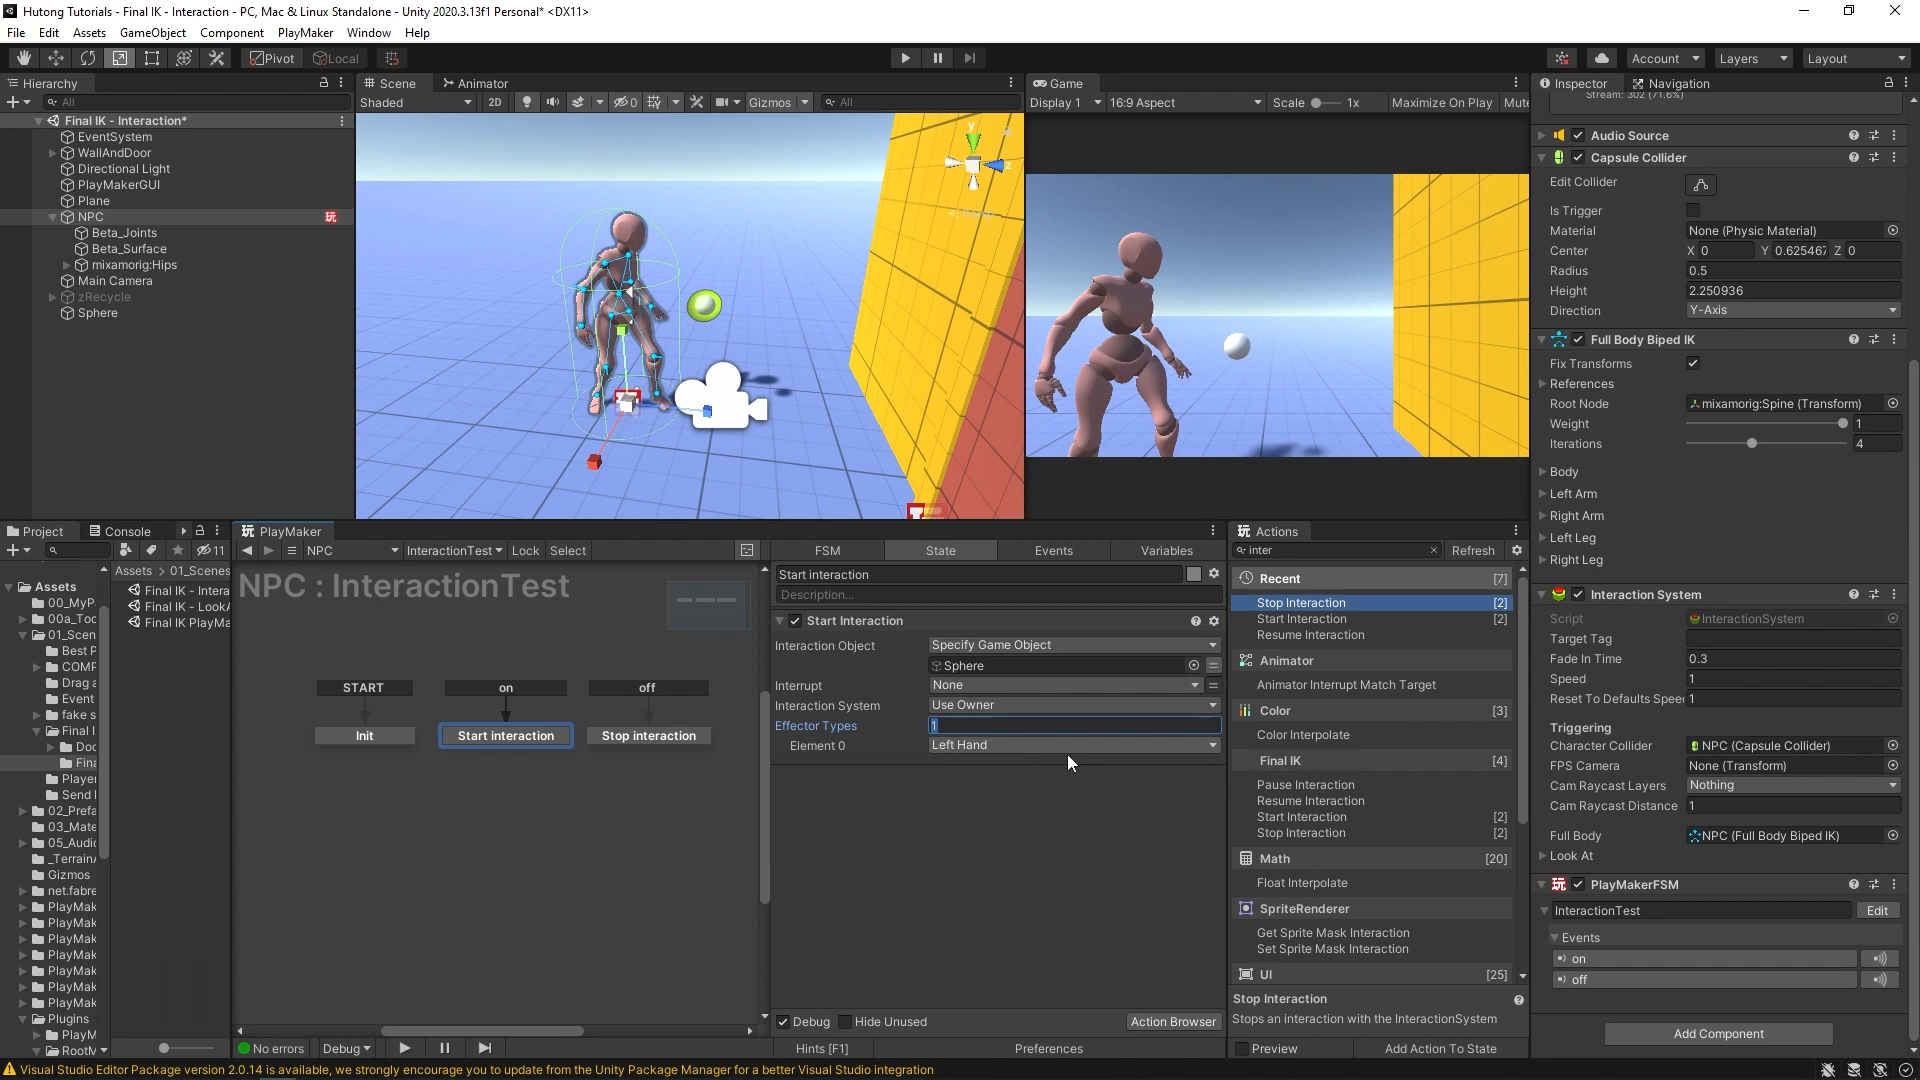 Hutong Tutorials - Final IK - Interaction - PC, Mac & Linux Standalone - Unity 2020.3.13f1 Personal* <DX11>
File Edit Assets GameObject Component PlayMaker Window Help
Pivot Local Account Layers Layout
Hierarchy
All
Final IK - Interaction*
EventSystem
WallAndDoor
Directional Light
PlayMakerGUI
Plane
NPC
Beta_Joints
Beta_Surface
mixamorig:Hips
Main Camera
zRecycle
Sphere
Scene Animator
Shaded 2D 0 Gizmos All
y
z
Game
Display 1 16:9 Aspect Scale 1x Maximize On Play Mute
Inspector Navigation
Stream: 302 (71.6%)
Audio Source
Capsule Collider
Edit Collider
Is Trigger
Material None (Physic Material)
Center X 0 Y 0.625467 Z 0
Radius 0.5
Height 2.250936
Direction Y-Axis
Full Body Biped IK
Fix Transforms
References
Root Node mixamorig:Spine (Transform)
Weight 1
Iterations 4
Body
Left Arm
Right Arm
Left Leg
Right Leg
Interaction System
Script InteractionSystem
Target Tag
Fade In Time 0.3
Speed 1
Reset To Defaults Speed 1
Triggering
Character Collider NPC (Capsule Collider)
FPS Camera None (Transform)
Cam Raycast Layers Nothing
Cam Raycast Distance 1
Full Body NPC (Full Body Biped IK)
Look At
PlayMakerFSM
InteractionTest Edit
Events
on
off
Add Component
Project Console
11
Assets
00_MyP
00a_Too
01_Scen
Best P
COMP
Drag a
Event
fake s
Final I
Doc
Fina
Player
Send I
02_Prefa
03_Mate
05_Audio
_TerrainA
Gizmos
net.fabre
PlayMak
PlayMak
PlayMak
PlayMak
PlayMak
PlayMak
PlayMak
Plugins
PlayM
RootM
Assets > 01_Scenes
Final IK - Intera
Final IK - LookA
Final IK PlayMa
PlayMaker
NPC InteractionTest Lock Select
NPC : InteractionTest
START on off
Init Start interaction Stop interaction
No errors Debug
FSM State Events Variables
Start interaction
Description...
Start Interaction
Interaction Object Specify Game Object
Sphere
Interrupt None
Interaction System Use Owner
Effector Types 1
Element 0 Left Hand
Debug Hide Unused Action Browser
Hints [F1] Preferences
Actions
inter Refresh
Recent [7]
Stop Interaction [2]
Start Interaction [2]
Resume Interaction
Animator
Animator Interrupt Match Target
Color [3]
Color Interpolate
Final IK [4]
Pause Interaction
Resume Interaction
Start Interaction [2]
Stop Interaction [2]
Math [20]
Float Interpolate
SpriteRenderer
Get Sprite Mask Interaction
Set Sprite Mask Interaction
UI [25]
Stop Interaction
Stops an interaction with the InteractionSystem
Preview Add Action To State
Visual Studio Editor Package version 2.0.14 is available, we strongly encourage you to update from the Unity Package Manager for a better Visual Studio integration